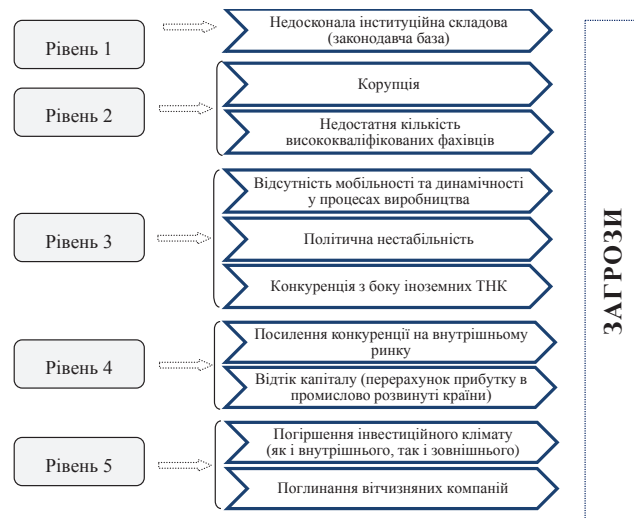 Рівень 1
Недосконала інституційна складова
(законодавча база)
Рівень 2
Корупція
Недостатня кількість
висококваліфікованих фахівців
Рівень 3
Відсутність мобільності та динамічності
у процесах виробництва
Політична нестабільність
Конкуренція з боку іноземних ТНК
Рівень 4
Посилення конкуренції на внутрішньому
ринку
Відтік капіталу (перерахунок прибутку в
промислово розвинуті країни)
Рівень 5
Погіршення інвестиційного клімату
(як і внутрішнього, так і зовнішнього)
Поглинання вітчизняних компаній
ЗАГРОЗИ